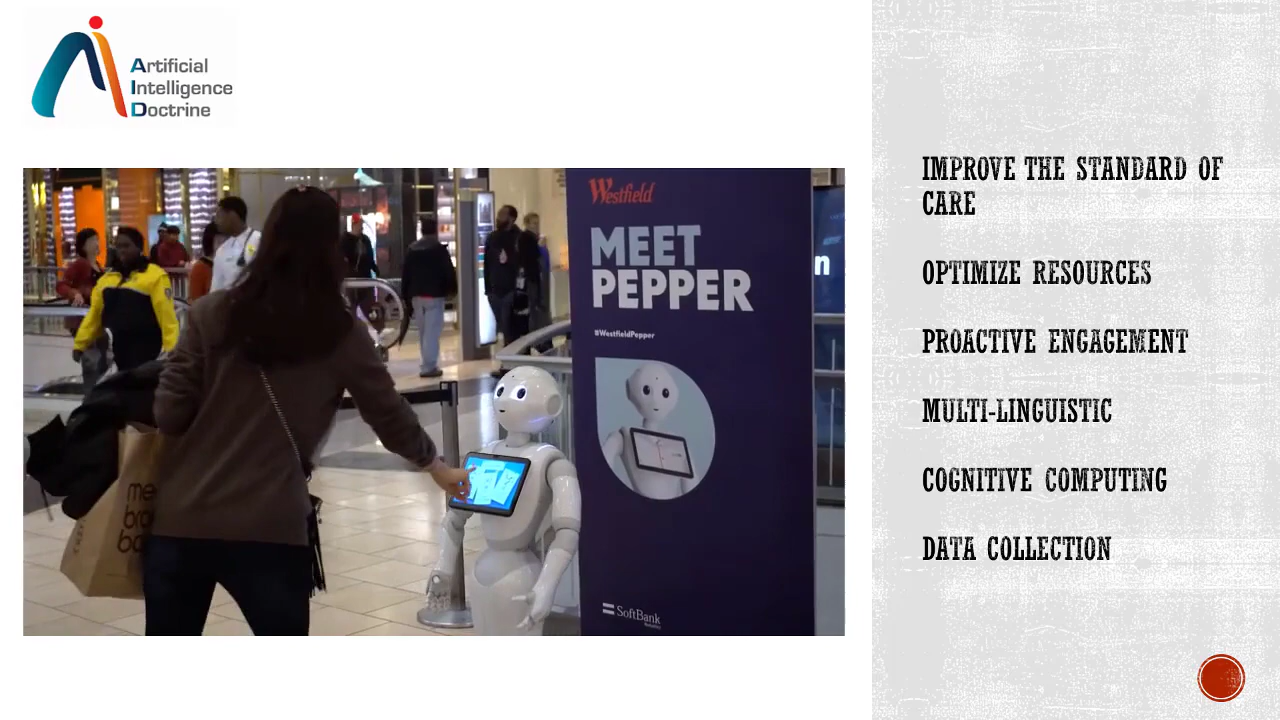 Artificial
Intelligence
Doctrine
Westfield
MEET
PEPPER
#WestfieldPepper
SoftBank
IMPROVE THE STANDARD OF
CARE
OPTIMIZE RESOURCES
PROACTIVE ENGAGEMENT
MULTI-LINGUISTIC
COGNITIVE COMPUTING
DATA COLLECTION